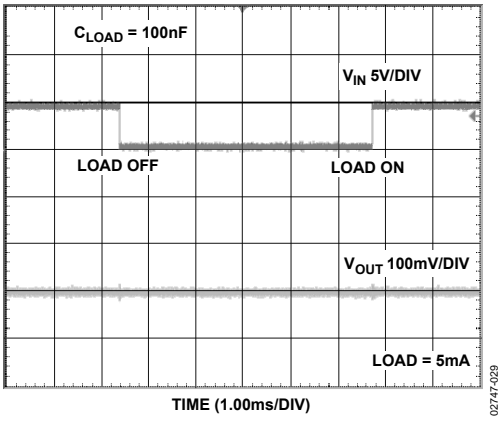 C_LOAD = 100nF
V_IN 5V/DIV
LOAD OFF
LOAD ON
V_OUT 100mV/DIV
LOAD = 5mA
TIME (1.00ms/DIV)
02747-029